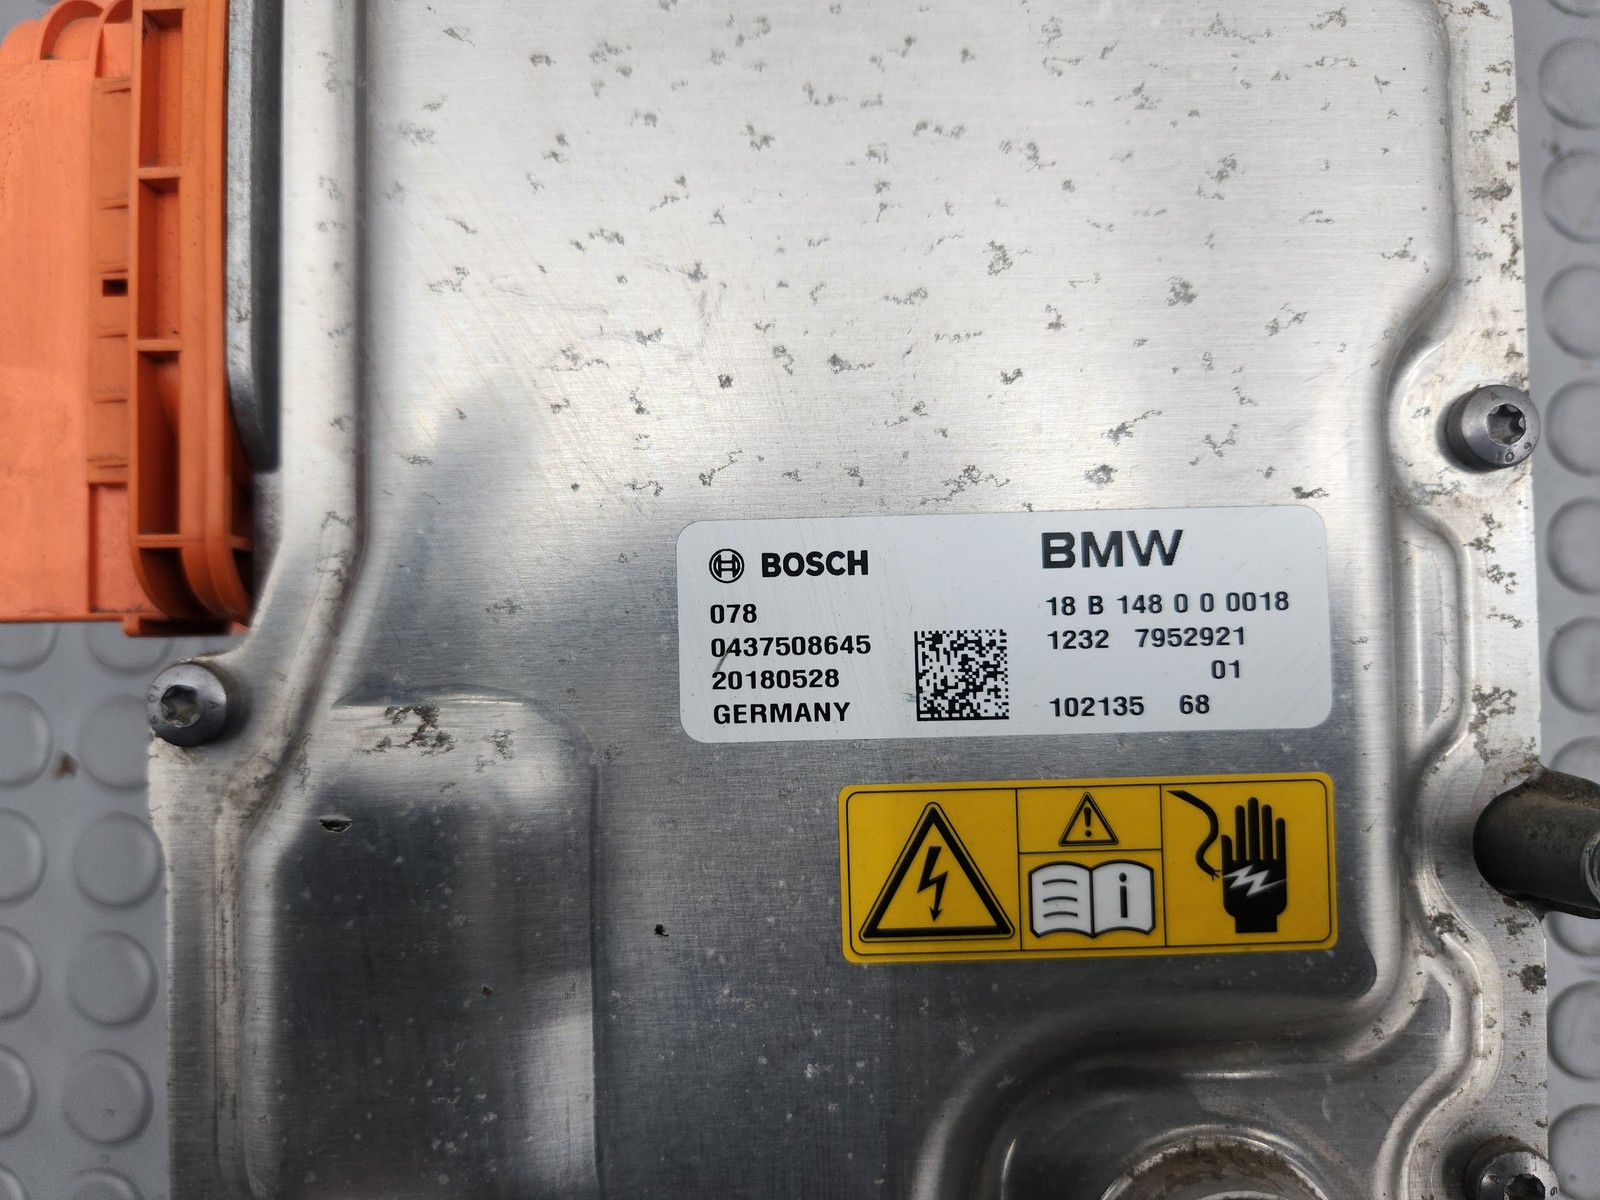 BOSCH
078
0437508645
20180528
GERMANY
BMW
18 B 148 0 0 0018
1232 7952921
01
102135 68